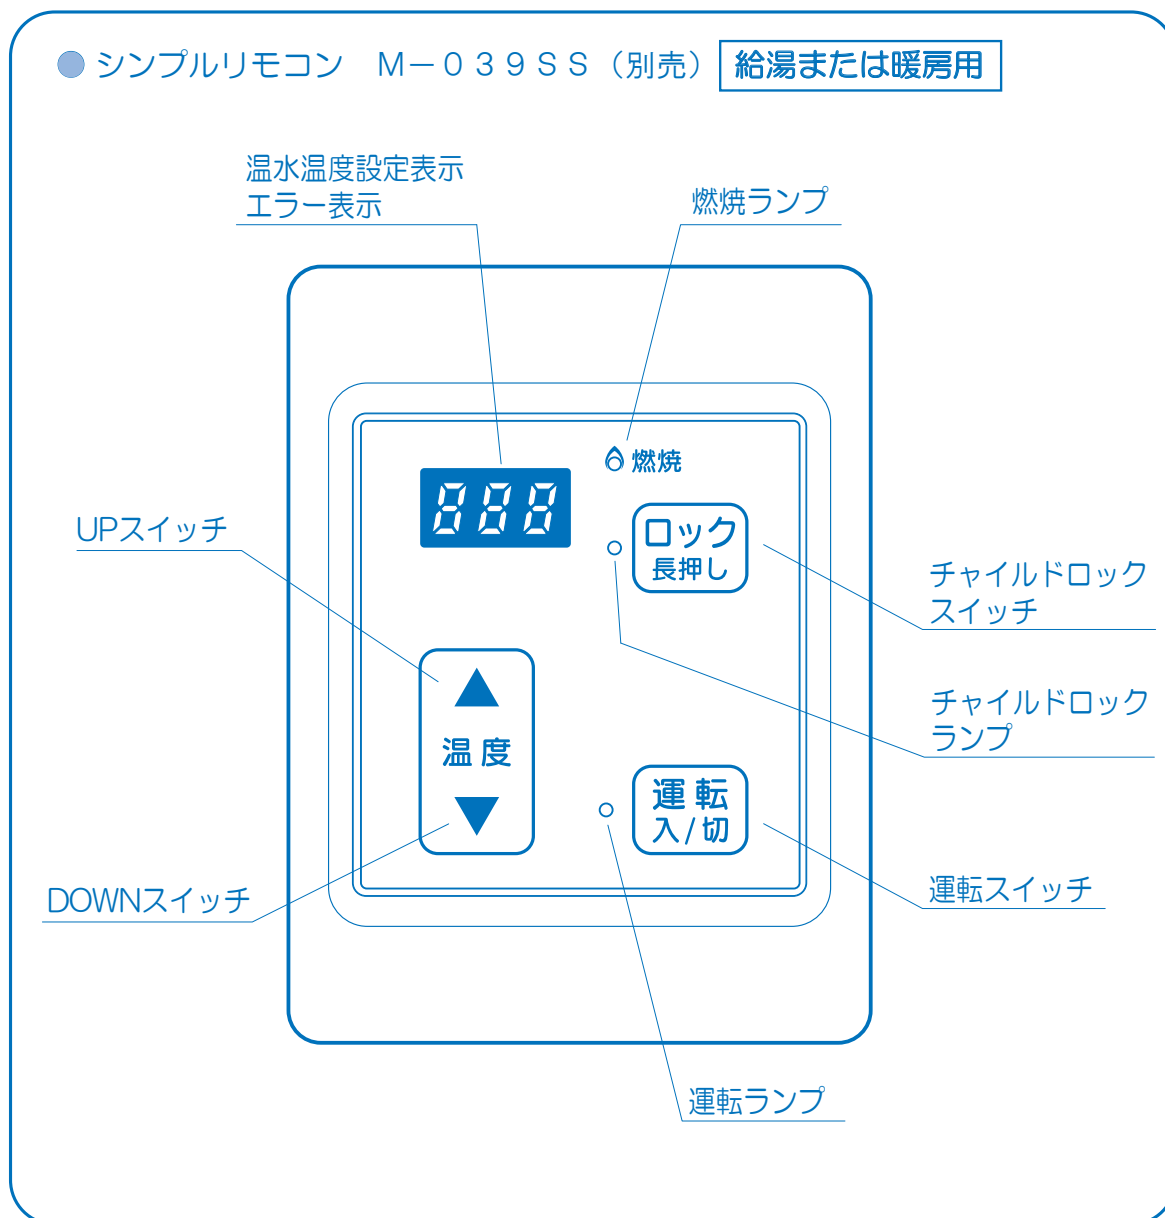 ● シンプルリモコン　M－０３９ＳＳ（別売） 給湯または暖房用
温水温度設定表示
エラー表示
燃焼ランプ
燃焼
888
UPスイッチ
ロック
長押し
チャイルドロック
スイッチ
チャイルドロック
ランプ
温度
運転
入/切
DOWNスイッチ
運転スイッチ
運転ランプ